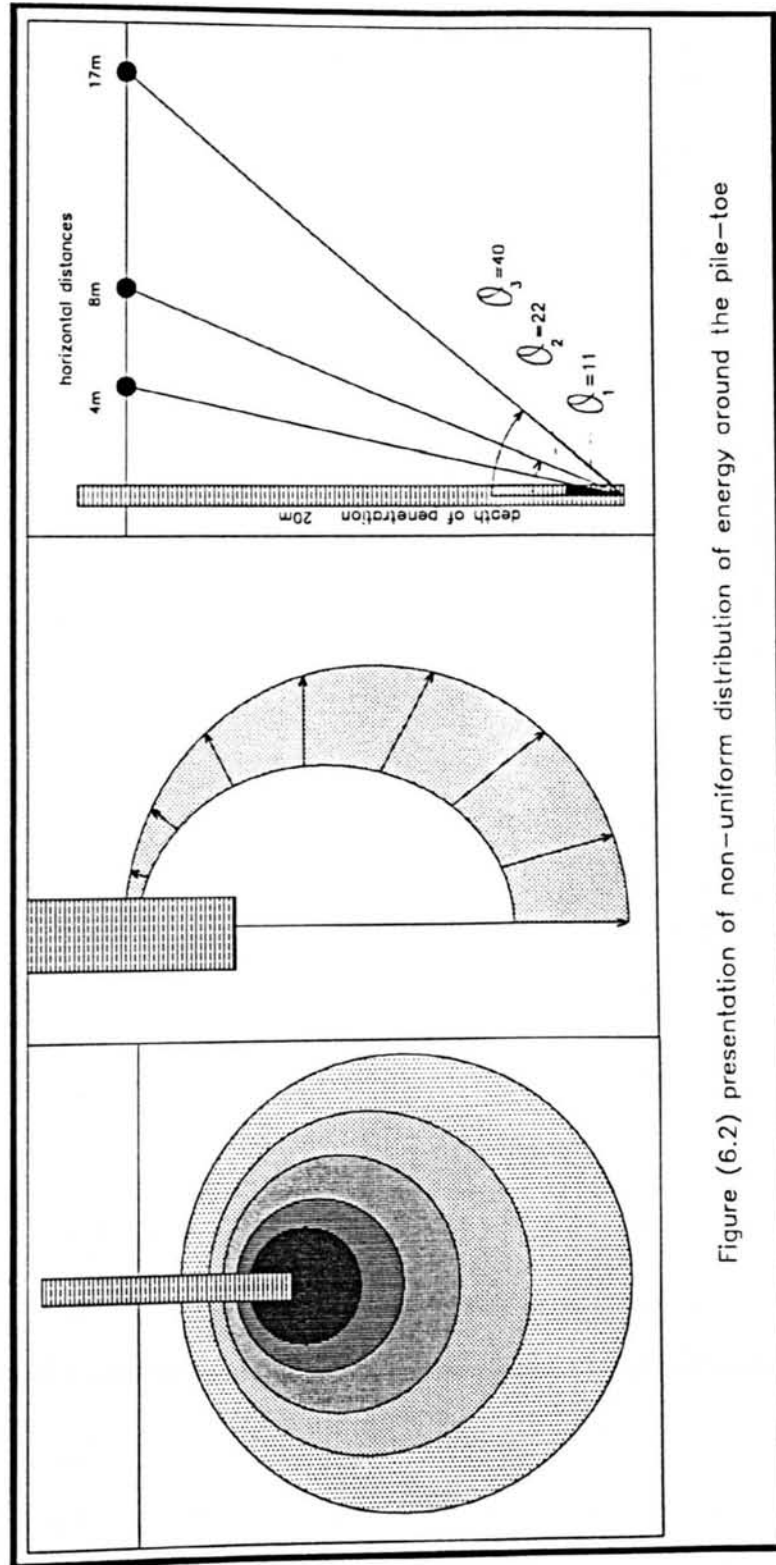 horizontal distances
4m 8m 17m
depth of penetration 20m
θ3=40
θ2=22
θ1=11
Figure (6.2) presentation of non-uniform distribution of energy around the pile-toe